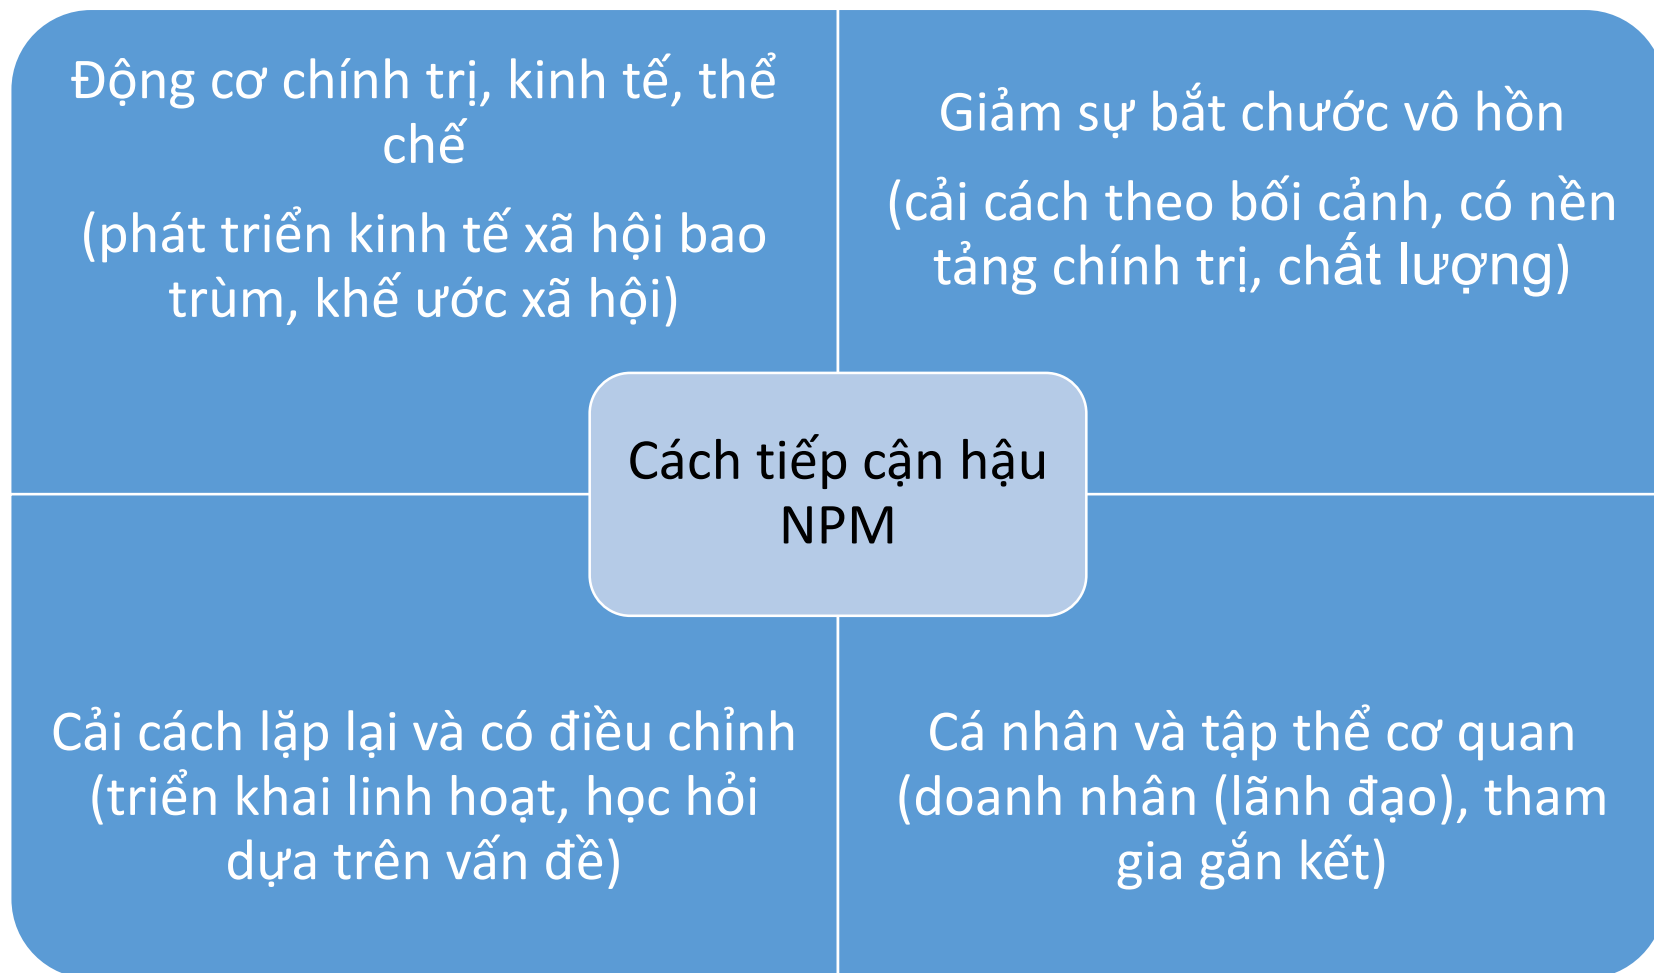 Động cơ chính trị, kinh tế, thể
chế
(phát triển kinh tế xã hội bao
trùm, khế ước xã hội)
Giảm sự bắt chước vô hồn
(cải cách theo bối cảnh, có nền
tảng chính trị, chất lượng)
Cách tiếp cận hậu
NPM
Cải cách lặp lại và có điều chỉnh
(triển khai linh hoạt, học hỏi
dựa trên vấn đề)
Cá nhân và tập thể cơ quan
(doanh nhân (lãnh đạo), tham
gia gắn kết)